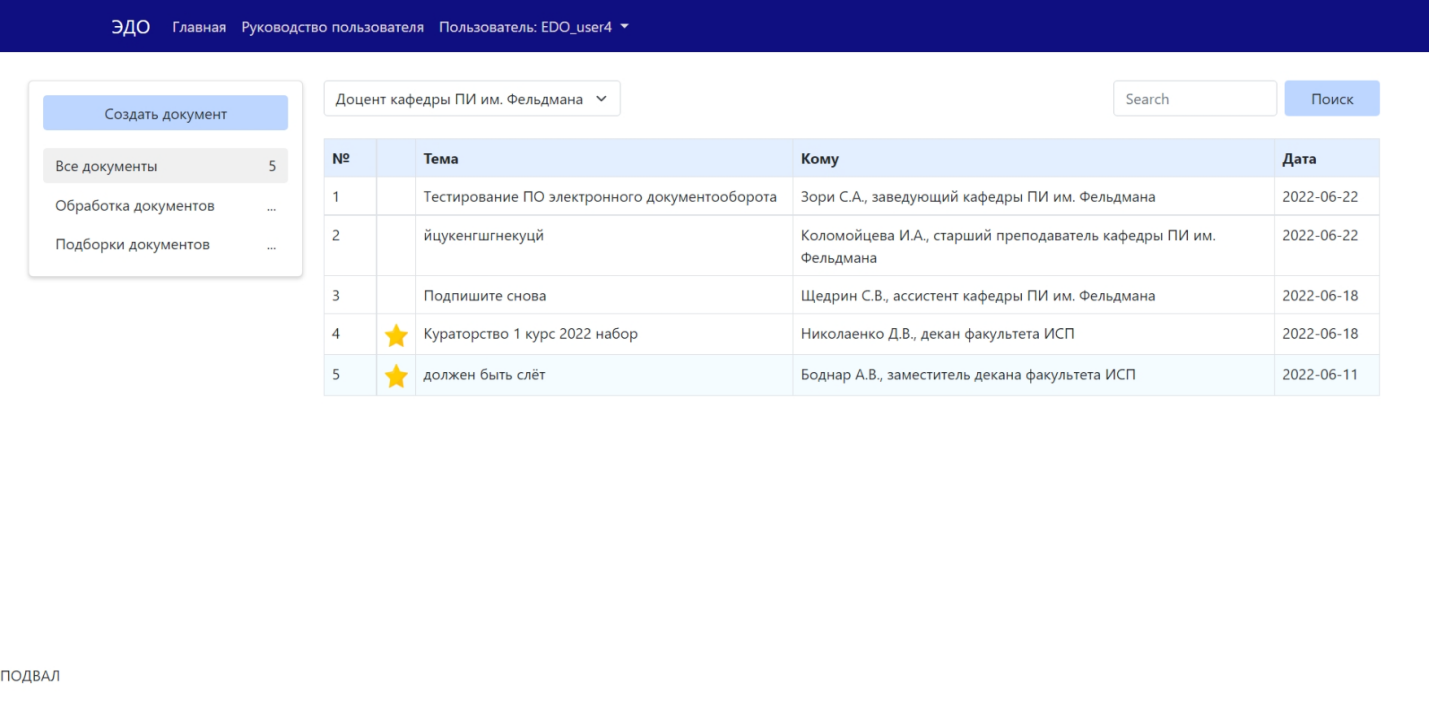 ЭДО Главная Руководство пользователя Пользователь: EDO_user4
Создать документ
Все документы 5
Обработка документов ...
Подборки документов ...
Доцент кафедры ПИ им. Фельдмана
Search Поиск
№ Тема Кому Дата
1 Тестирование ПО электронного документооборота Зори С.А., заведующий кафедры ПИ им. Фельдмана 2022-06-22
2 йцукенгшгнекуцй Коломойцева И.А., старший преподаватель кафедры ПИ им. 2022-06-22
Фельдмана
3 Подпишите снова Щедрин С.В., ассистент кафедры ПИ им. Фельдмана 2022-06-18
4 Кураторство 1 курс 2022 набор Николаенко Д.В., декан факультета ИСП 2022-06-18
5 должен быть слёт Боднар А.В., заместитель декана факультета ИСП 2022-06-11
ПОДВАЛ